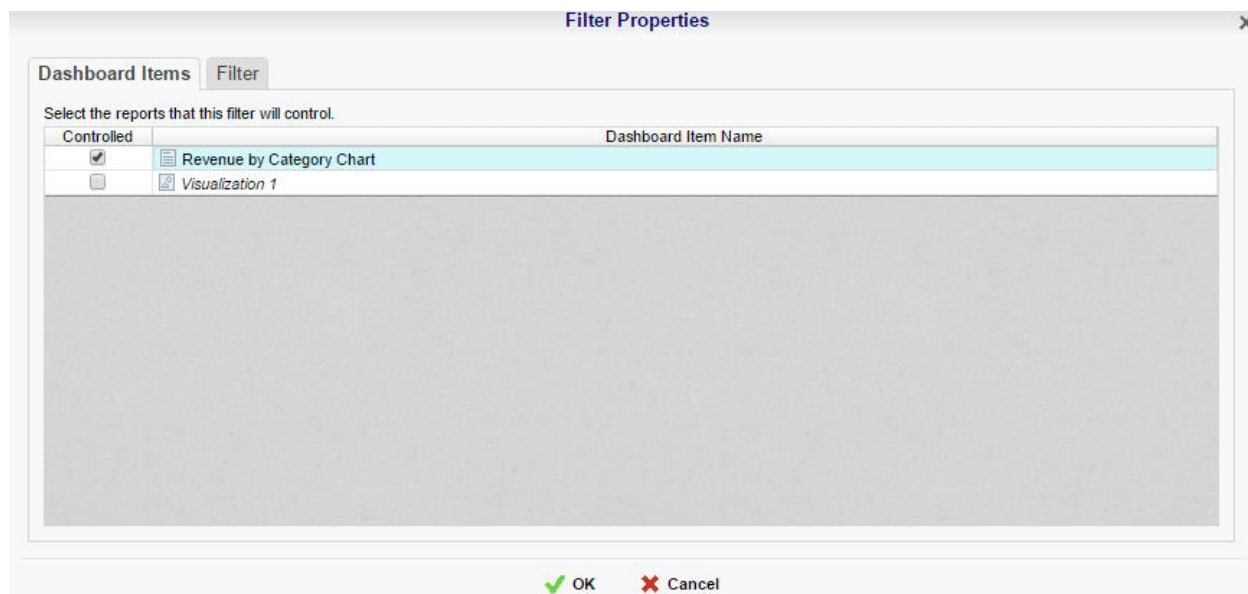 Filter Properties
Dashboard Items Filter
Select the reports that this filter will control.
Controlled Dashboard Item Name
Revenue by Category Chart
Visualization 1
OK Cancel